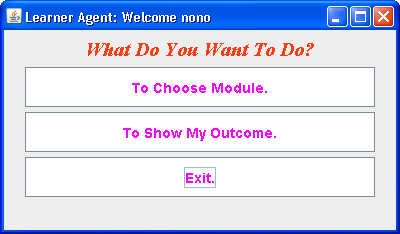 Learner Agent: Welcome nono
What Do You Want To Do?
To Choose Module.
To Show My Outcome.
Exit.